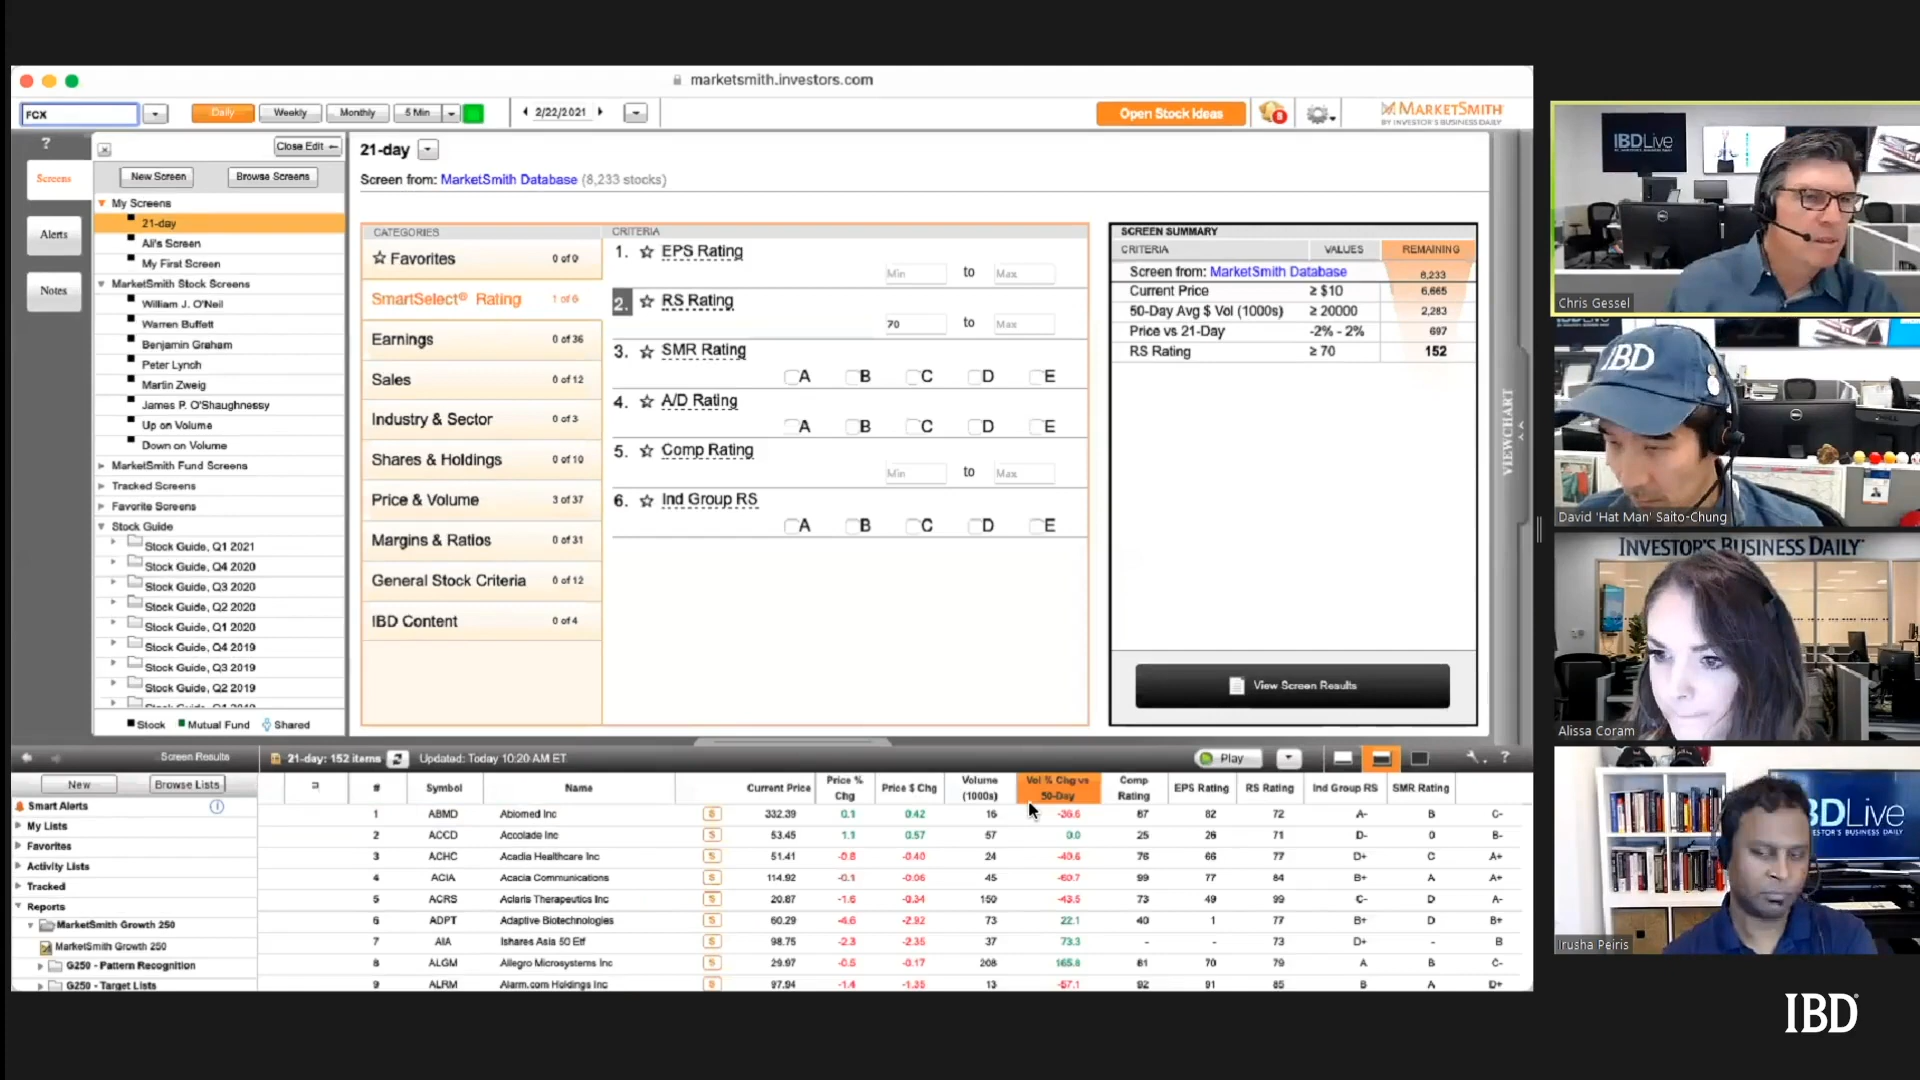 marketsmith.investors.com
FCX
Daily
Weekly
Monthly
5 Min
2/22/2021
Open Stock Ideas
MARKETSMITH
BY INVESTOR'S BUSINESS DAILY
?
Screens
Alerts
Notes
Close Edit
New Screen
Browse Screens
My Screens
21-day
Ali's Screen
My First Screen
MarketSmith Stock Screens
William J. O'Neil
Warren Buffett
Benjamin Graham
Peter Lynch
Martin Zweig
James P. O'Shaughnessy
Up on Volume
Down on Volume
MarketSmith Fund Screens
Tracked Screens
Favorite Screens
Stock Guide
Stock Guide, Q1 2021
Stock Guide, Q4 2020
Stock Guide, Q3 2020
Stock Guide, Q2 2020
Stock Guide, Q1 2020
Stock Guide, Q4 2019
Stock Guide, Q3 2019
Stock Guide, Q2 2019
Stock Mutual Fund Shared
21-day
Screen from: MarketSmith Database (8,233 stocks)
CATEGORIES
Favorites 0 of 0
SmartSelect® Rating 1 of 6
Earnings 0 of 36
Sales 0 of 12
Industry & Sector 0 of 3
Shares & Holdings 0 of 10
Price & Volume 3 of 37
Margins & Ratios 0 of 31
General Stock Criteria 0 of 12
IBD Content 0 of 4
CRITERIA
1. EPS Rating
Min to Max
2. RS Rating
70 to Max
3. SMR Rating
A B C D E
4. A/D Rating
A B C D E
5. Comp Rating
Min to Max
6. Ind Group RS
A B C D E
SCREEN SUMMARY
CRITERIA VALUES REMAINING
Screen from: MarketSmith Database 8,233
Current Price ≥ $10 6,665
50-Day Avg $ Vol (1000s) ≥ 20000 2,283
Price vs 21-Day -2% - 2% 697
RS Rating ≥ 70 152
View Screen Results
VIEWCHART
Screen Results
New
Browse Lists
Smart Alerts
My Lists
Favorites
Activity Lists
Tracked
Reports
MarketSmith Growth 250
MarketSmith Growth 250
G250 - Pattern Recognition
G250 - Target Lists
21-day: 152 items Updated: Today 10:20 AM ET
Play
?
# Symbol Name Current Price Price % Chg Price $ Chg Volume (1000s) Vol % Chg vs 50-Day Comp Rating EPS Rating RS Rating Ind Group RS SMR Rating
1 ABMD Abiomed Inc S 332.39 0.1 0.42 16 -36.6 67 82 72 A- B C-
2 ACCD Accolade Inc S 53.45 1.1 0.57 57 0.0 25 26 71 D- 0 B-
3 ACHC Acadia Healthcare Inc S 51.41 -0.8 -0.40 24 -40.6 76 66 77 D+ C A+
4 ACIA Acacia Communications S 114.92 -0.1 -0.06 45 -60.7 99 77 84 B+ A A+
5 ACRS Aclaris Therapeutics Inc S 20.87 -1.6 -0.34 150 -43.5 73 49 99 C- D A-
6 ADPT Adaptive Biotechnologies S 60.29 -4.6 -2.92 73 22.1 40 1 77 B+ D B+
7 AIA Ishares Asia 50 Etf S 98.75 -2.3 -2.35 37 73.3 - - 73 D+ - B
8 ALGM Allegro Microsystems Inc S 29.97 -0.5 -0.17 208 165.8 61 70 79 A B C-
9 ALRM Alarm.com Holdings Inc S 97.94 -1.4 -1.35 13 -57.1 92 91 85 B A D+
IBDLive
Chris Gessel
IBD
David 'Hat Man' Saito-Chung
INVESTOR'S BUSINESS DAILY
Alissa Coram
BDLive
Irusha Peiris
IBD